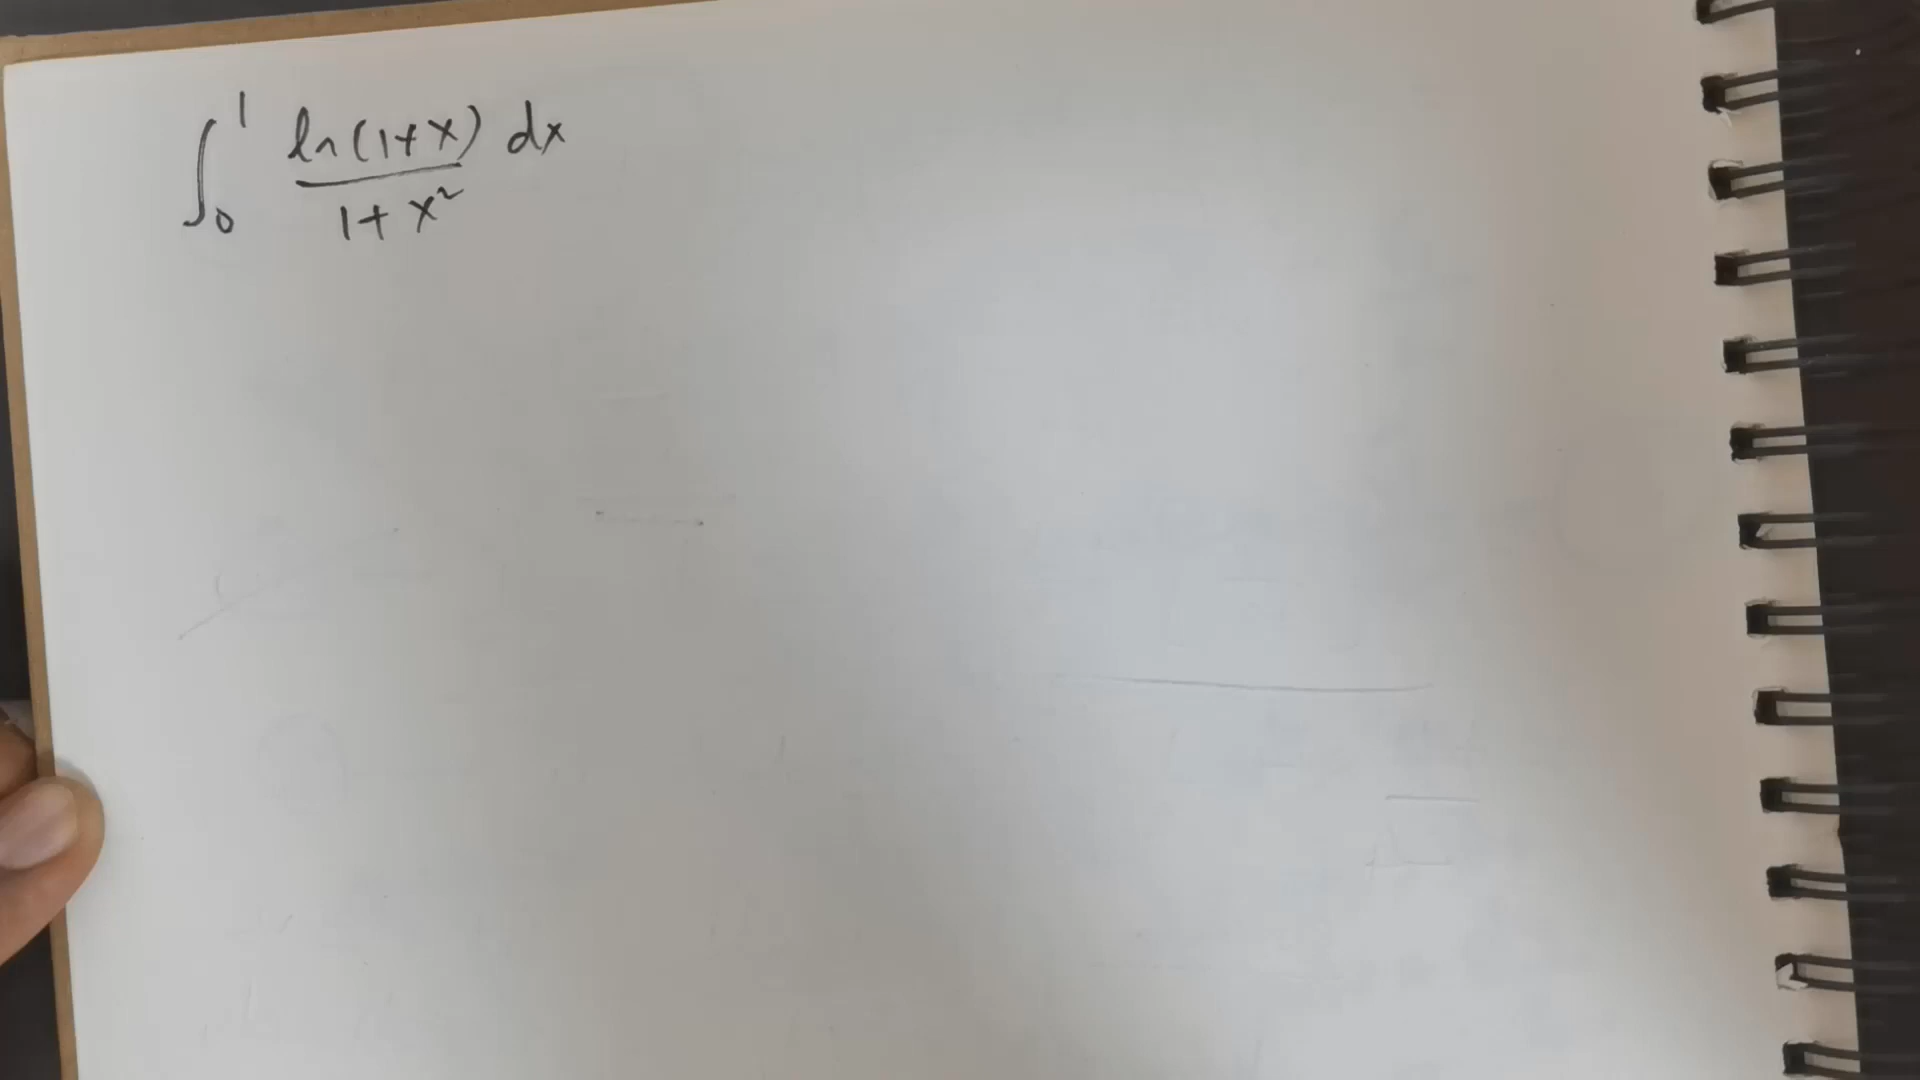 ∫₀¹ ln(1+x)/(1+x²) dx